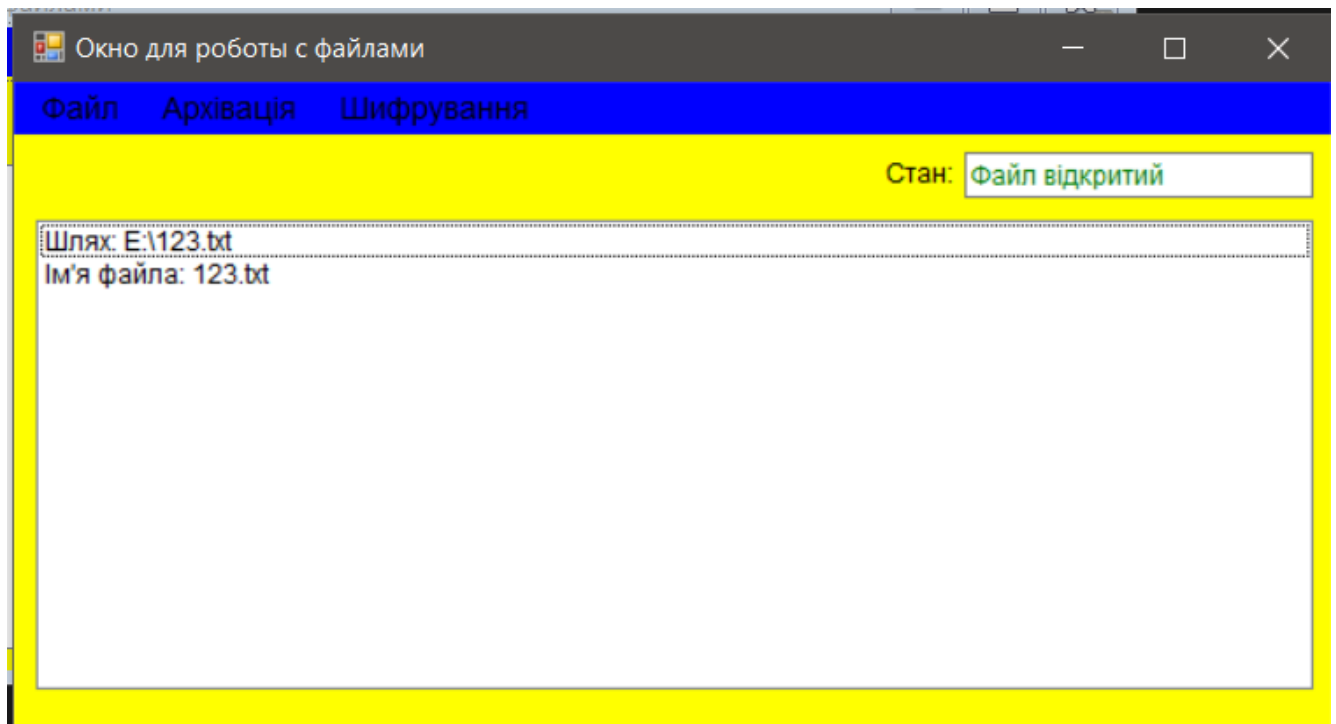 Окно для роботы с файлами
Файл Архівація Шифрування
Стан: Файл відкритий
Шлях: E:\123.txt
Ім'я файла: 123.txt